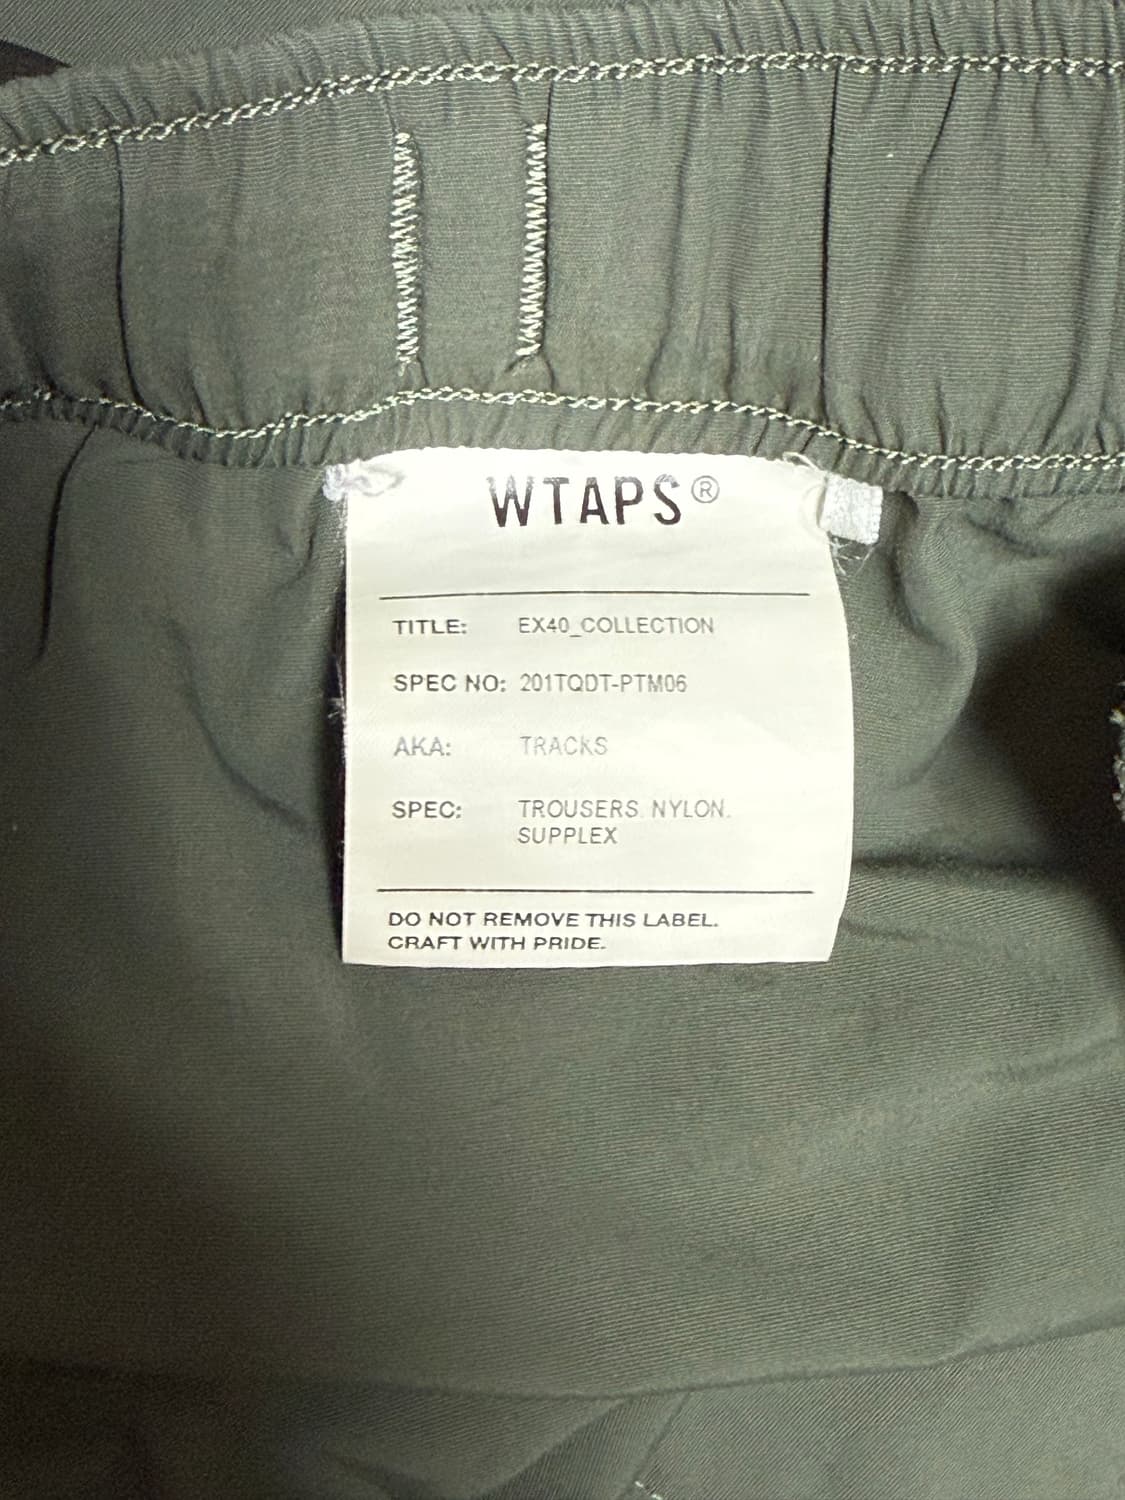 WTAPS®
TITLE: EX40_COLLECTION
SPEC NO: 201TQDT-PTM06
AKA: TRACKS
SPEC: TROUSERS. NYLON.
SUPPLEX
DO NOT REMOVE THIS LABEL.
CRAFT WITH PRIDE.